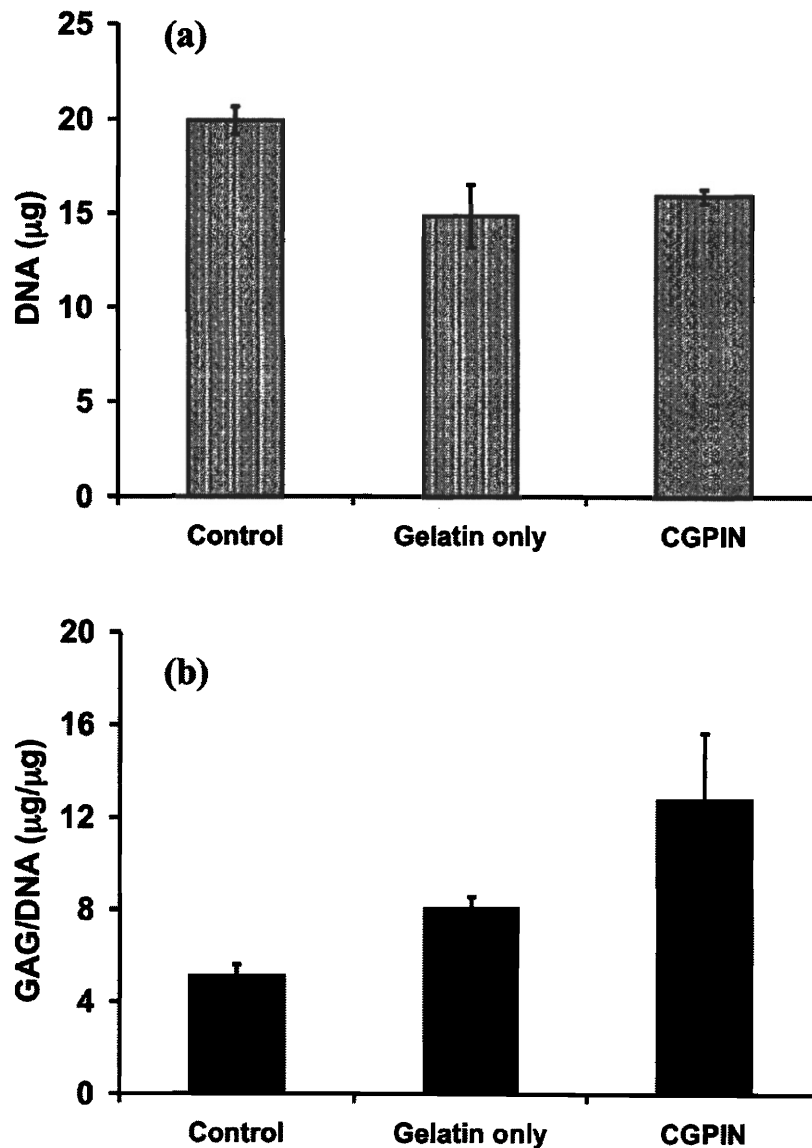 (a)
25
20
15
10
5
0
DNA (µg)
Control Gelatin only CGPIN
(b)
20
16
12
8
4
0
GAG/DNA (µg/µg)
Control Gelatin only CGPIN